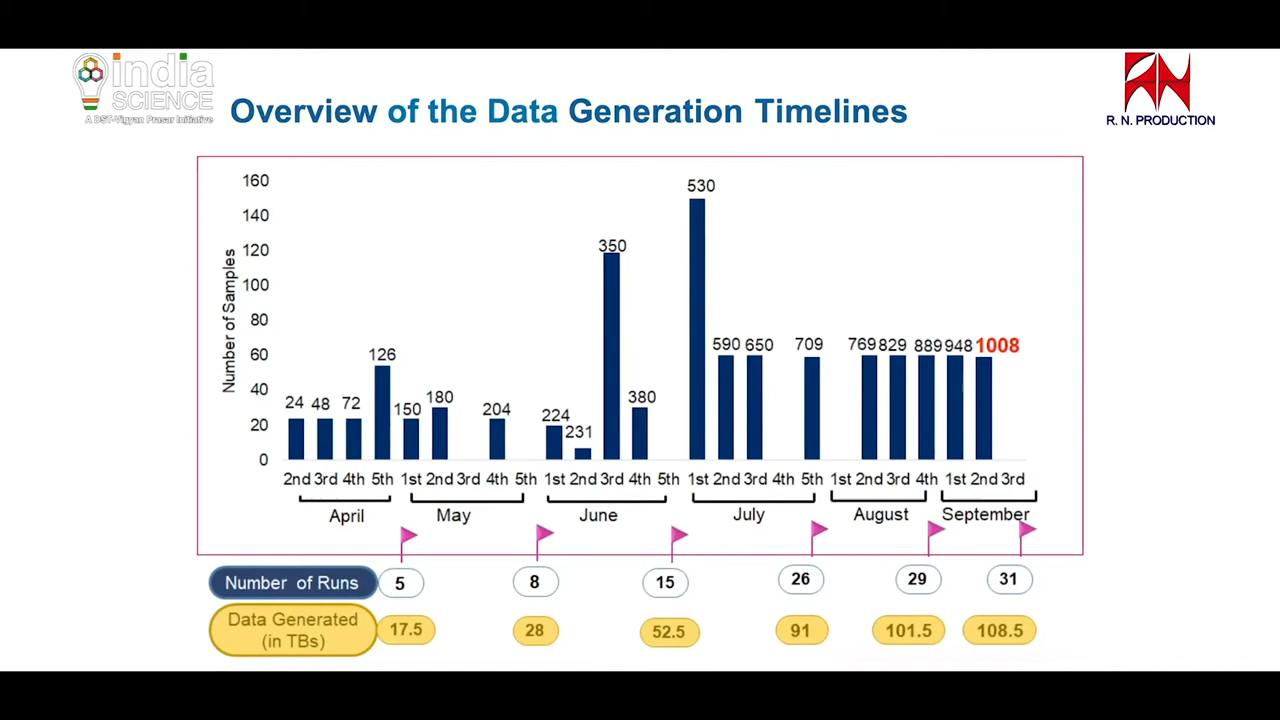 india
SCIENCE
A DST-Vigyan Prasar Initiative
R. N. PRODUCTION
Overview of the Data Generation Timelines
Number of Samples
160
140
120
100
80
60
40
20
0
24 48 72 126 150 180 204 224 231 350 380 530 590 650 709 769 829 889 948 1008
2nd 3rd 4th 5th 1st 2nd 3rd 4th 5th 1st 2nd 3rd 4th 5th 1st 2nd 3rd 4th 5th 1st 2nd 3rd 4th 1st 2nd 3rd
April May June July August September
Number of Runs 5 8 15 26 29 31
Data Generated
(in TBs)
17.5 28 52.5 91 101.5 108.5